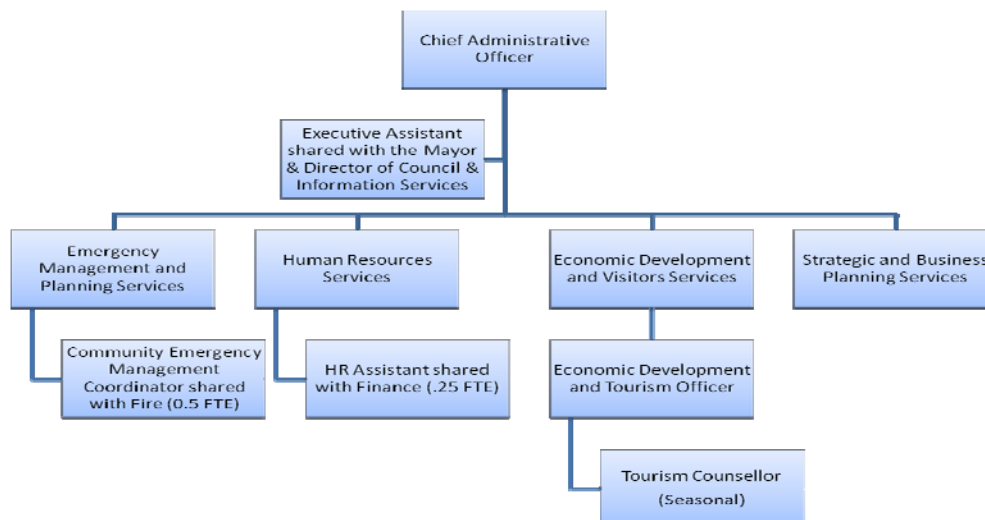 Chief Administrative
Officer
Executive Assistant
shared with the Mayor
& Director of Council &
Information Services
Emergency
Management and
Planning Services
Human Resources
Services
Economic Development
and Visitors Services
Strategic and Business
Planning Services
Community Emergency
Management
Coordinator shared
with Fire (0.5 FTE)
HR Assistant shared
with Finance (.25 FTE)
Economic Development
and Tourism Officer
Tourism Counsellor
(Seasonal)